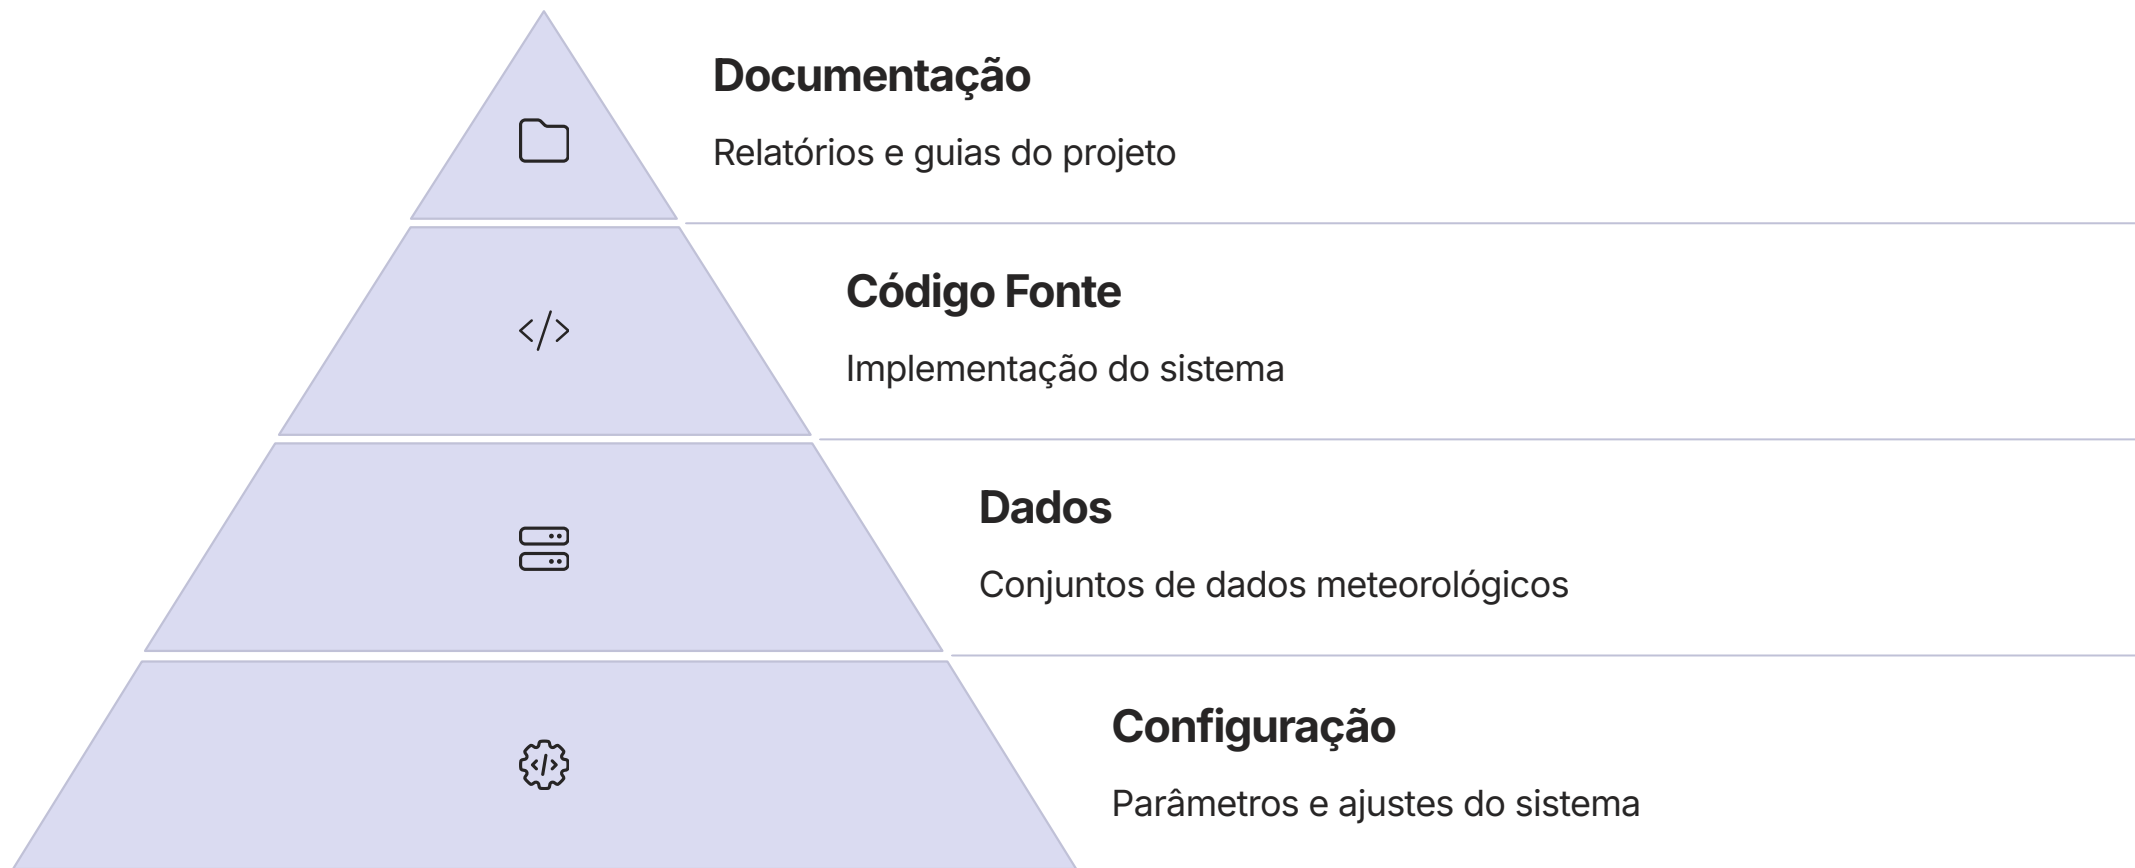 Documentação
Relatórios e guias do projeto
Código Fonte
Implementação do sistema
Dados
Conjuntos de dados meteorológicos
Configuração
Parâmetros e ajustes do sistema